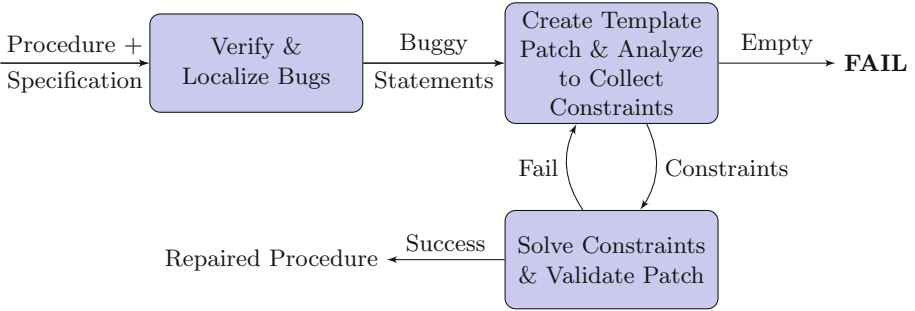 Procedure +
Specification
Verify &
Localize Bugs
Buggy
Statements
Create Template
Patch & Analyze
to Collect
Constraints
Empty
FAIL
Fail
Constraints
Solve Constraints
& Validate Patch
Success
Repaired Procedure